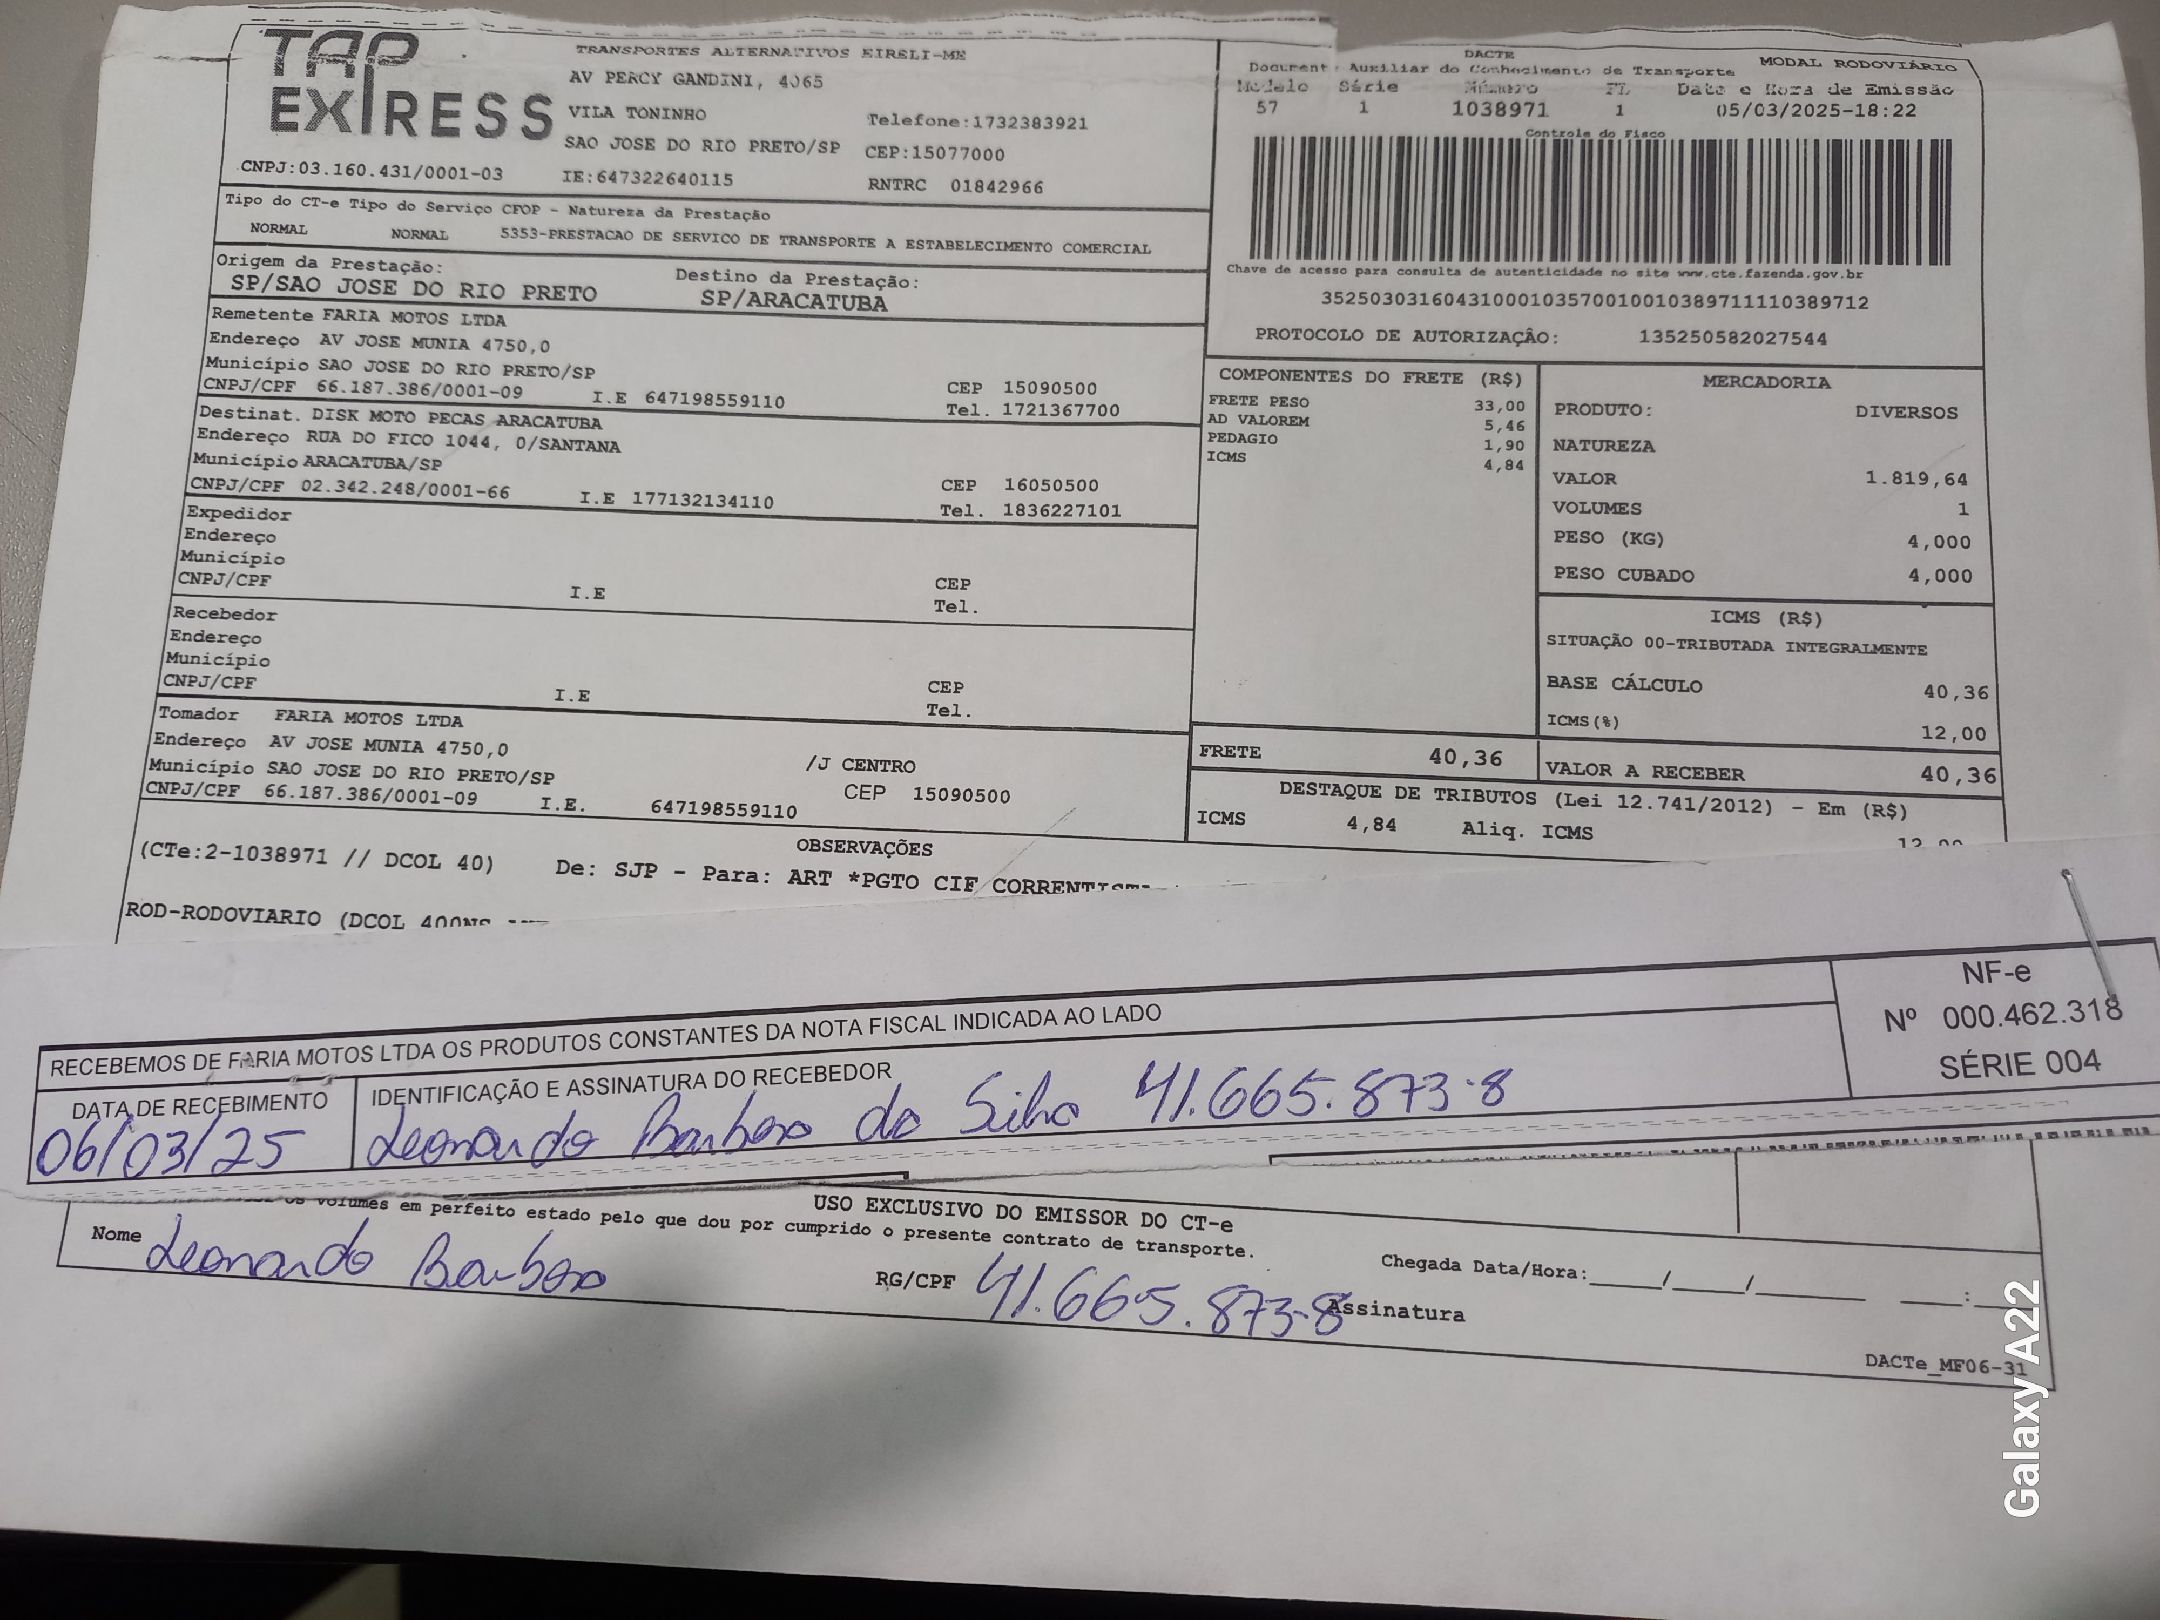 TAP EXPRESS
TRANSPORTES ALTERNATIVOS EIRELI-ME
AV PERCY GANDINI, 4065
VILA TONINHO
Telefone:1732383921
SAO JOSE DO RIO PRETO/SP CEP:15077000
CNPJ:03.160.431/0001-03 IE:647322640115 RNTRC 01842966
DACTE
Document Auxiliar do Conhecimento de Transporte MODAL RODOVIÁRIO
Modelo Série Número FL Data e Hora de Emissão
57 1 1038971 1 05/03/2025-18:22
Controle do Fisco
Chave de acesso para consulta de autenticidade no site www.cte.fazenda.gov.br
35250303160431000103570010010389711110389712
PROTOCOLO DE AUTORIZAÇÃO: 135250582027544
Tipo do CT-e Tipo do Serviço CFOP - Natureza da Prestação
NORMAL NORMAL 5353-PRESTACAO DE SERVICO DE TRANSPORTE A ESTABELECIMENTO COMERCIAL
Origem da Prestação: Destino da Prestação:
SP/SAO JOSE DO RIO PRETO SP/ARACATUBA
Remetente FARIA MOTOS LTDA
Endereço AV JOSE MUNIA 4750,0
Município SAO JOSE DO RIO PRETO/SP CEP 15090500
CNPJ/CPF 66.187.386/0001-09 I.E 647198559110 Tel. 1721367700
Destinat. DISK MOTO PECAS ARACATUBA
Endereço RUA DO FICO 1044, 0/SANTANA
Município ARACATUBA/SP CEP 16050500
CNPJ/CPF 02.342.248/0001-66 I.E 177132134110 Tel. 1836227101
Expedidor
Endereço
Município
CNPJ/CPF I.E CEP
Tel.
Recebedor
Endereço
Município
CNPJ/CPF I.E CEP
Tel.
Tomador FARIA MOTOS LTDA
Endereço AV JOSE MUNIA 4750,0 /J CENTRO
Município SAO JOSE DO RIO PRETO/SP CEP 15090500
CNPJ/CPF 66.187.386/0001-09 I.E. 647198559110
COMPONENTES DO FRETE (R$)
FRETE PESO 33,00
AD VALOREM 5,46
PEDAGIO 1,90
ICMS 4,84
MERCADORIA
PRODUTO: DIVERSOS
NATUREZA
VALOR 1.819,64
VOLUMES 1
PESO (KG) 4,000
PESO CUBADO 4,000
ICMS (R$)
SITUAÇÃO 00-TRIBUTADA INTEGRALMENTE
BASE CÁLCULO 40,36
ICMS(%) 12,00
FRETE 40,36 VALOR A RECEBER 40,36
DESTAQUE DE TRIBUTOS (Lei 12.741/2012) - Em (R$)
ICMS 4,84 Aliq. ICMS 12,00
OBSERVAÇÕES
(CTe:2-1038971 // DCOL 40) De: SJP - Para: ART *PGTO CIF
ROD-RODOVIARIO (DCOL
RECEBEMOS DE FARIA MOTOS LTDA OS PRODUTOS CONSTANTES DA NOTA FISCAL INDICADA AO LADO
NF-e
Nº 000.462.318
SÉRIE 004
DATA DE RECEBIMENTO IDENTIFICAÇÃO E ASSINATURA DO RECEBEDOR
06/03/25 Leonardo Barbosa da Silva 41.665.873-8
USO EXCLUSIVO DO EMISSOR DO CT-e
os volumes em perfeito estado pelo que dou por cumprido o presente contrato de transporte.
Nome Leonardo Barbosa RG/CPF 41.665.873-8 Assinatura
Chegada Data/Hora:_____/_____/______ ____:____
DACTe_MF06-31
Galaxy A22